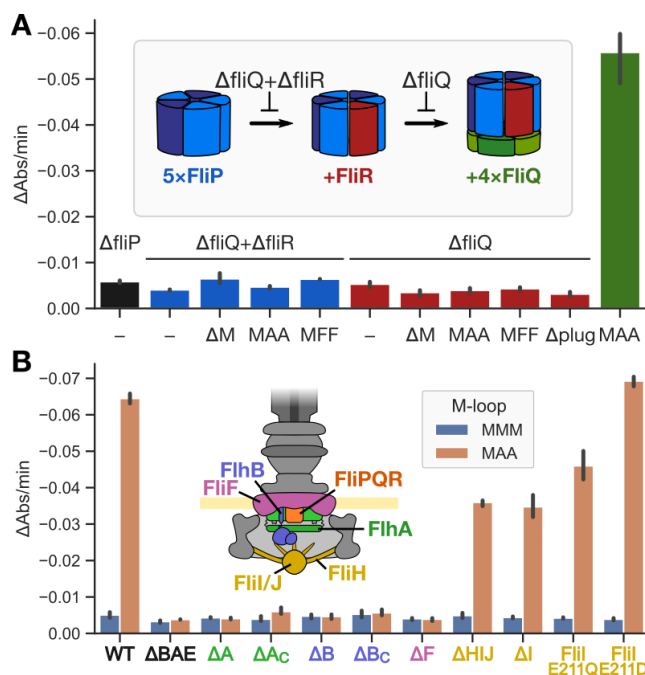 A
−0.06
−0.05
−0.04
−0.03
−0.02
−0.01
0.00
ΔAbs/min
ΔfliQ+ΔfliR
ΔfliQ
5×FliP
+FliR
+4×FliQ
ΔfliP
ΔfliQ+ΔfliR
ΔfliQ
– – ΔM MAA MFF – ΔM MAA MFF Δplug MAA
B
−0.07
−0.06
−0.05
−0.04
−0.03
−0.02
−0.01
0.00
ΔAbs/min
M-loop
MMM
MAA
FlhB
FliPQR
FliF
FlhA
FliI/J
FliH
WT ΔBAE ΔA ΔAC ΔB ΔBC ΔF ΔHIJ ΔI FliI FliI
E211Q E211D